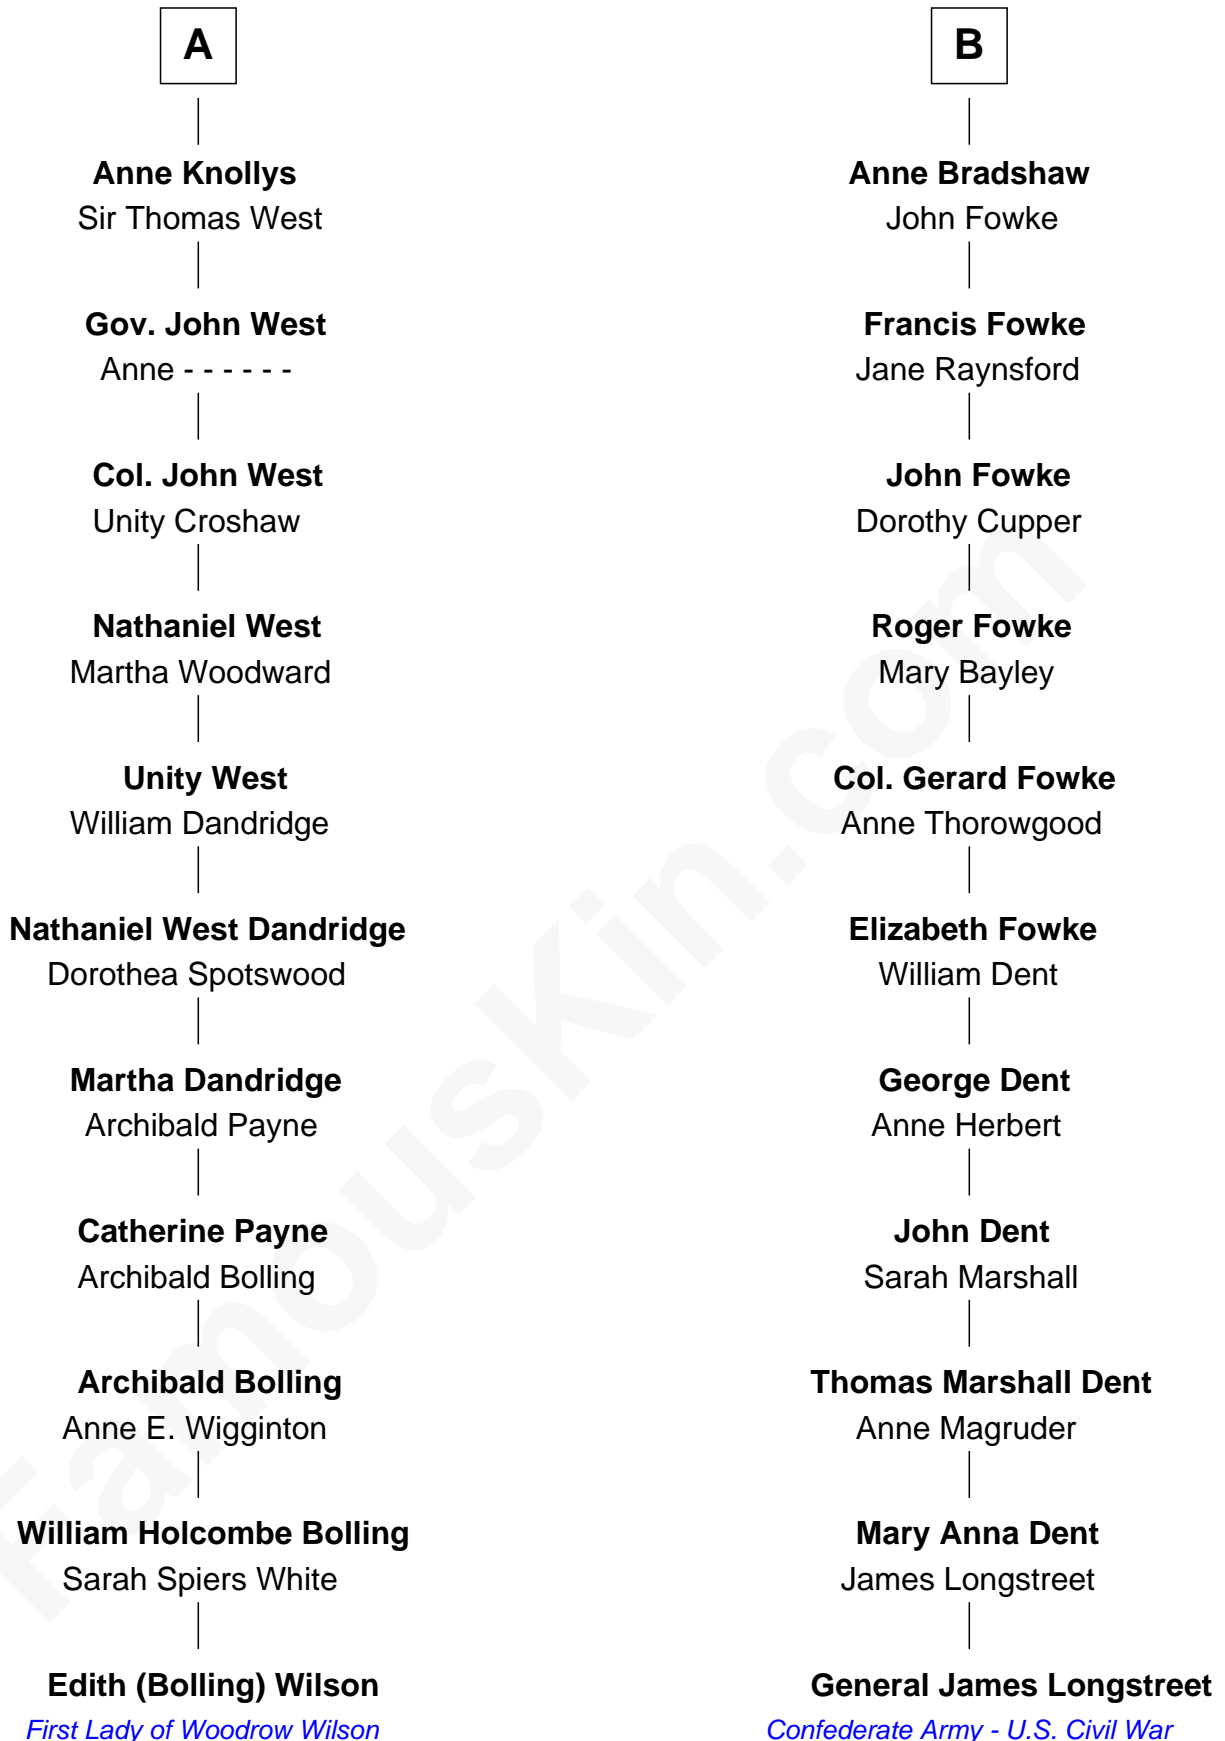 A
Anne Knollys
Sir Thomas West
Gov. John West
Anne - - - - - -
Col. John West
Unity Croshaw
Nathaniel West
Martha Woodward
Unity West
William Dandridge
Nathaniel West Dandridge
Dorothea Spotswood
Martha Dandridge
Archibald Payne
Catherine Payne
Archibald Bolling
Archibald Bolling
Anne E. Wigginton
William Holcombe Bolling
Sarah Spiers White
Edith (Bolling) Wilson
First Lady of Woodrow Wilson
B
Anne Bradshaw
John Fowke
Francis Fowke
Jane Raynsford
John Fowke
Dorothy Cupper
Roger Fowke
Mary Bayley
Col. Gerard Fowke
Anne Thorowgood
Elizabeth Fowke
William Dent
George Dent
Anne Herbert
John Dent
Sarah Marshall
Thomas Marshall Dent
Anne Magruder
Mary Anna Dent
James Longstreet
General James Longstreet
Confederate Army - U.S. Civil War
FamousKin.com